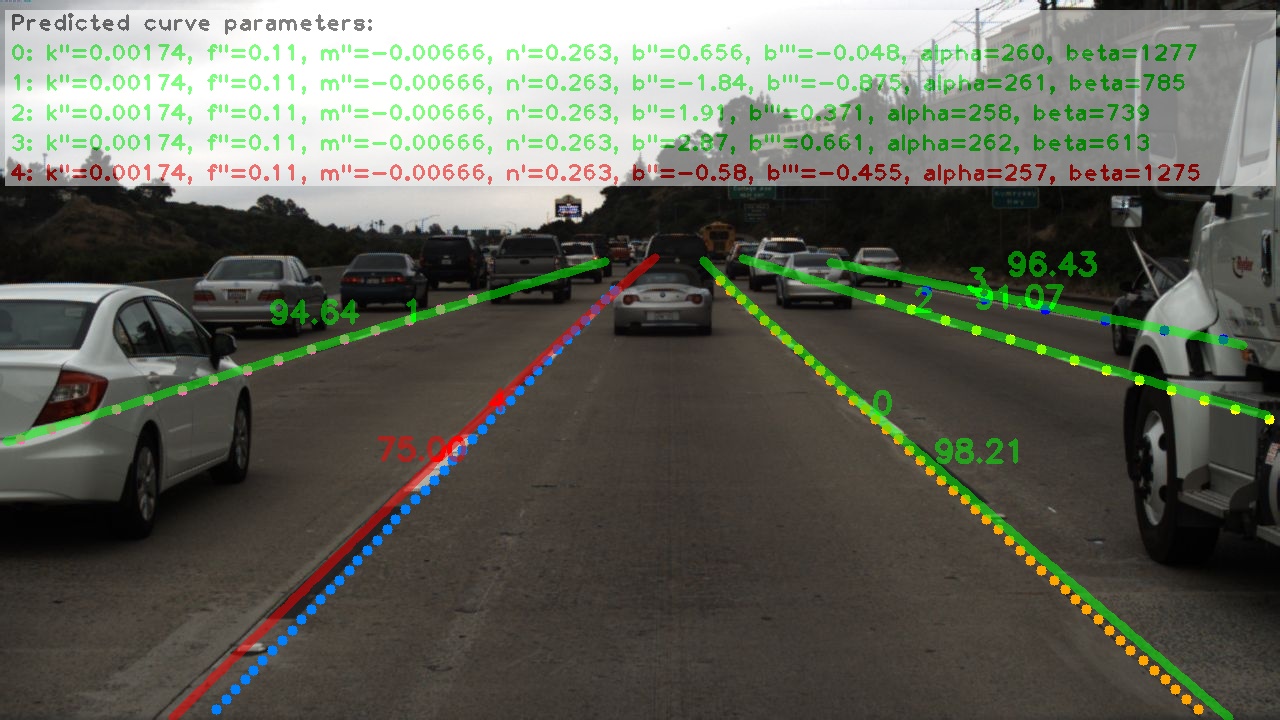 Predicted curve parameters:
0: k''=0.00174, f''=0.11, m''=-0.00666, n'=0.263, b''=0.656, b'''=-0.048, alpha=260, beta=1277
1: k''=0.00174, f''=0.11, m''=-0.00666, n'=0.263, b''=-1.84, b'''=-0.875, alpha=261, beta=785
2: k''=0.00174, f''=0.11, m''=-0.00666, n'=0.263, b''=1.91, b'''=0.371, alpha=258, beta=739
3: k''=0.00174, f''=0.11, m''=-0.00666, n'=0.263, b''=2.87, b'''=0.661, alpha=262, beta=613
4: k''=0.00174, f''=0.11, m''=-0.00666, n'=0.263, b''=-0.58, b'''=-0.455, alpha=257, beta=1275
96.43
3
91.07
2
94.64
1
0
75.00
98.21
Ryder